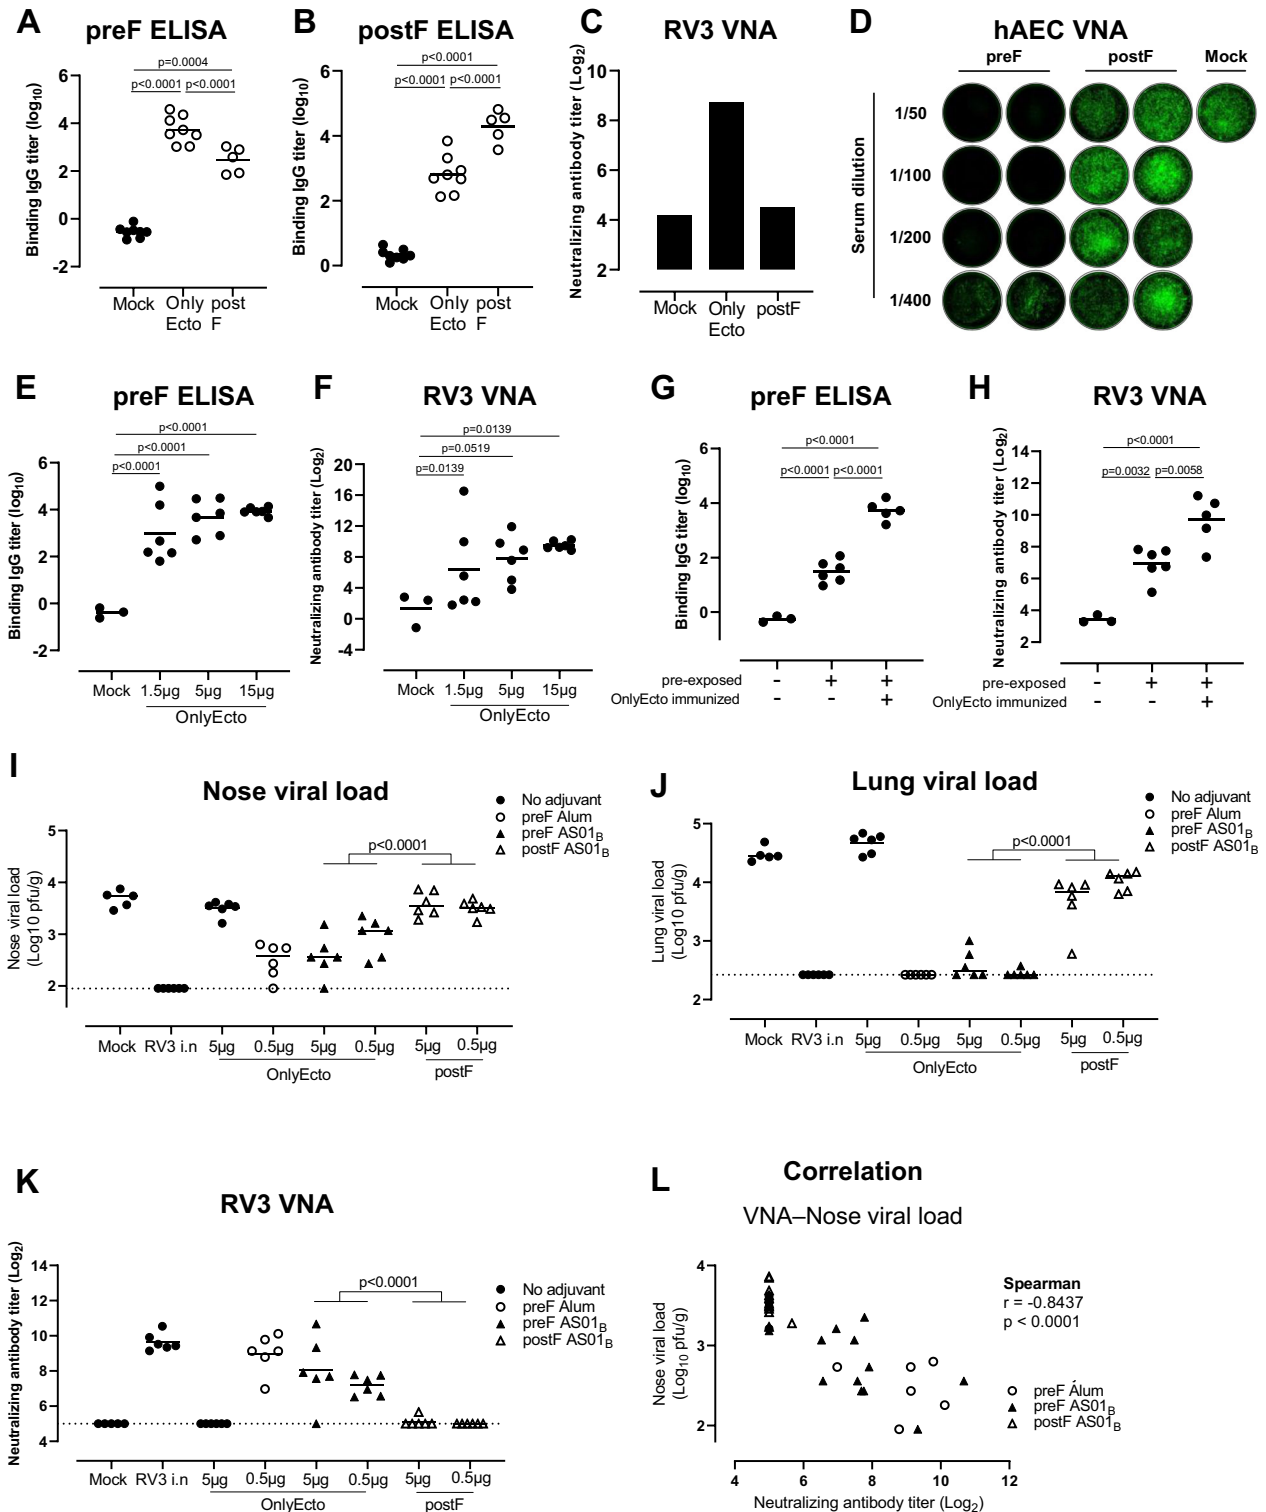 A
preF ELISA
p=0.0004
p<0.0001 p<0.0001
Binding IgG titer (log10)
6
4
2
0
-2
Mock
Only Ecto
post F
B
postF ELISA
p<0.0001
p<0.0001 p<0.0001
Binding IgG titer (log10)
6
4
2
0
Mock
Only Ecto
post F
C
RV3 VNA
Neutralizing antibody titer (Log2)
10
8
6
4
2
Mock
Only Ecto
postF
D
hAEC VNA
preF postF Mock
Serum dilution
1/50
1/100
1/200
1/400
E
preF ELISA
p<0.0001
p<0.0001
p<0.0001
Binding IgG titer (log10)
6
4
2
0
-2
Mock 1.5µg 5µg 15µg
OnlyEcto
F
RV3 VNA
p=0.0139
p=0.0519
p=0.0139
Neutralizing antibody titer (Log2)
20
16
12
8
4
0
-4
Mock 1.5µg 5µg 15µg
OnlyEcto
G
preF ELISA
p<0.0001
p<0.0001 p<0.0001
Binding IgG titer (log10)
6
4
2
0
pre-exposed - + +
OnlyEcto immunized - - +
H
RV3 VNA
p<0.0001
p=0.0032 p=0.0058
Neutralizing antibody titer (Log2)
14
12
10
8
6
4
2
pre-exposed - + +
OnlyEcto immunized - - +
I
Nose viral load
No adjuvant
preF Alum
preF AS01B
postF AS01B
p<0.0001
Nose viral load
(Log10 pfu/g)
5
4
3
2
Mock RV3 i.n 5µg 0.5µg 5µg 0.5µg 5µg 0.5µg
OnlyEcto postF
J
Lung viral load
No adjuvant
preF Alum
preF AS01B
postF AS01B
p<0.0001
Lung viral load
(Log10 pfu/g)
5
4
3
2
Mock RV3 i.n 5µg 0.5µg 5µg 0.5µg 5µg 0.5µg
OnlyEcto postF
K
RV3 VNA
No adjuvant
preF Alum
preF AS01B
postF AS01B
p<0.0001
Neutralizing antibody titer (Log2)
14
12
10
8
6
4
Mock RV3 i.n 5µg 0.5µg 5µg 0.5µg 5µg 0.5µg
OnlyEcto postF
L
Correlation
VNA–Nose viral load
Spearman
r = -0.8437
p < 0.0001
preF Alum
preF AS01B
postF AS01B
Nose viral load
(Log10 pfu/g)
4
3
2
4 6 8 10 12
Neutralizing antibody titer (Log2)